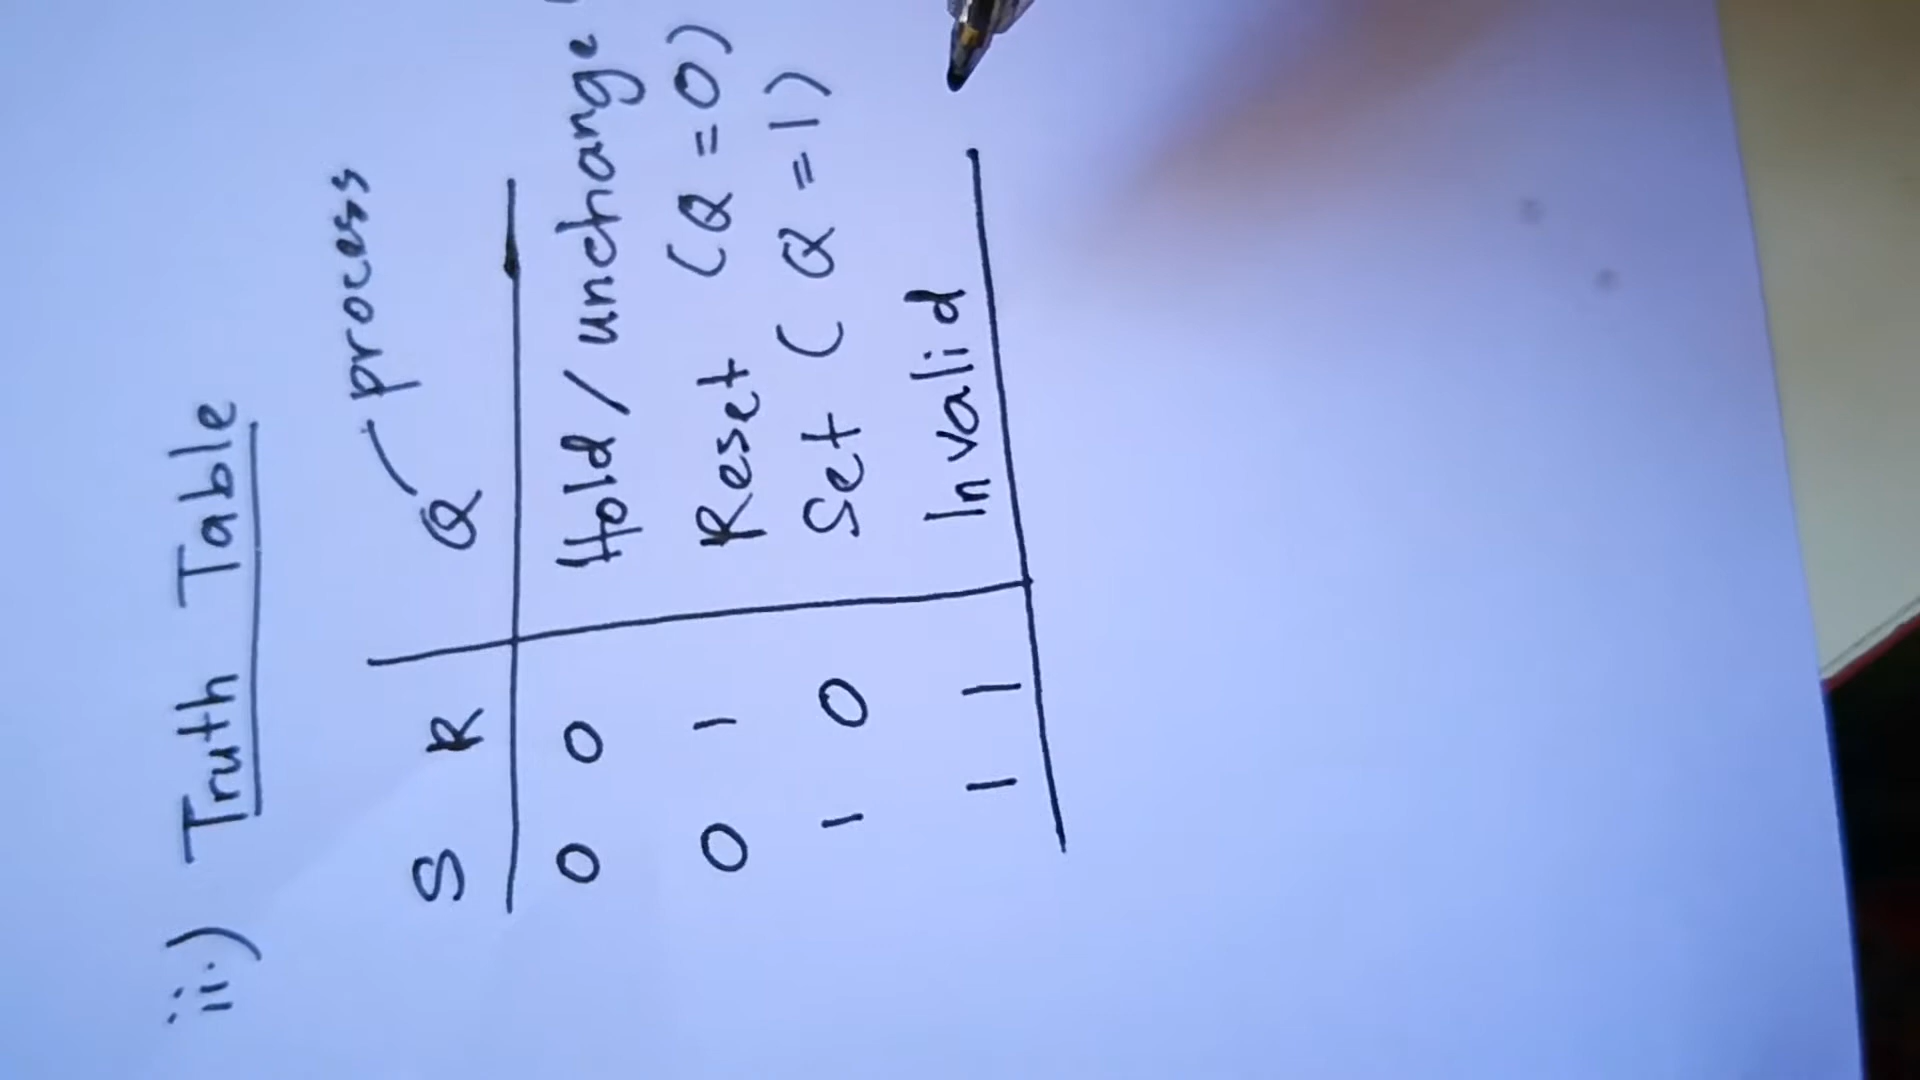 ii.) Truth Table
process
S R Q
0 0 Hold / unchange
0 1 Reset (Q = 0)
1 0 Set ( Q = 1 )
1 1 Invalid